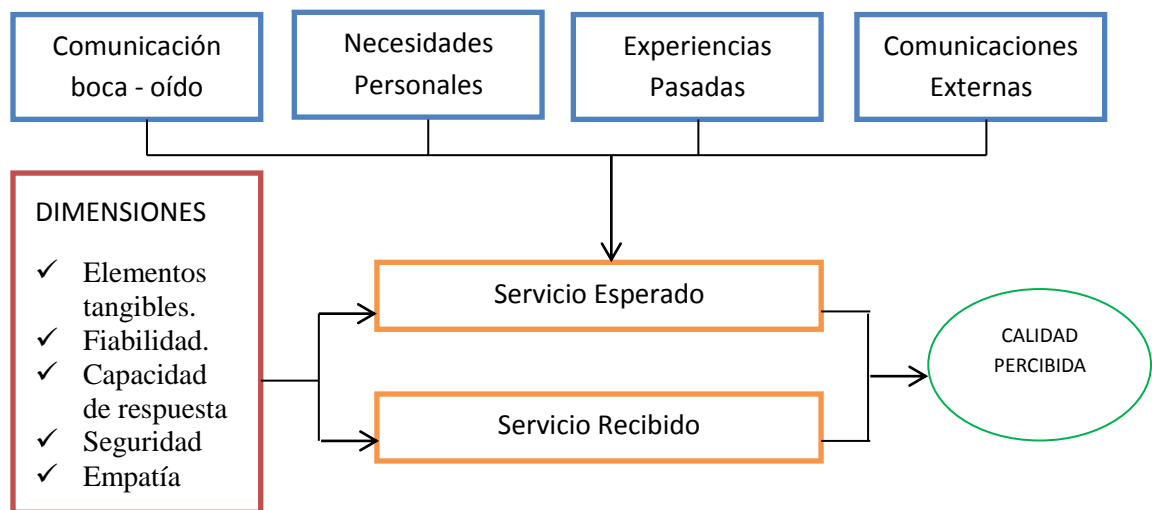 Comunicación
boca - oído
Necesidades
Personales
Experiencias
Pasadas
Comunicaciones
Externas
DIMENSIONES
✓ Elementos
tangibles.
✓ Fiabilidad.
✓ Capacidad
de respuesta
✓ Seguridad
✓ Empatía
Servicio Esperado
Servicio Recibido
CALIDAD
PERCIBIDA